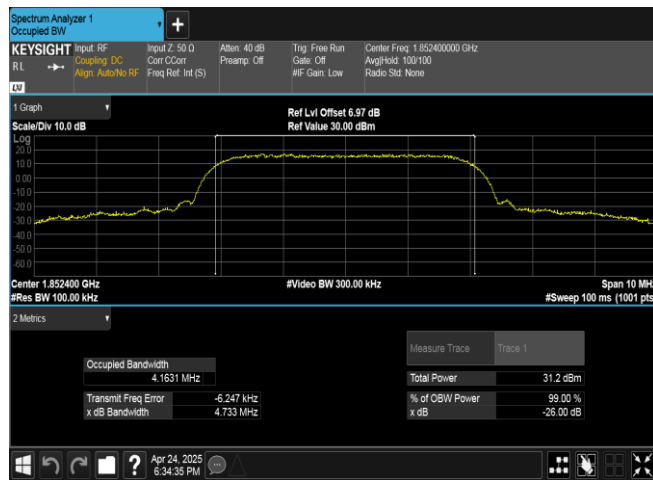 Spectrum Analyzer 1
Occupied BW
KEYSIGHT
R L
LXI
Input: RF
Coupling: DC
Align: Auto/No RF
Input Z: 50 Ω
Corr CCorr
Freq Ref: Int (S)
Atten: 40 dB
Preamp: Off
Trig: Free Run
Gate: Off
#IF Gain: Low
Center Freq: 1.852400000 GHz
Avg|Hold: 100/100
Radio Std: None
1 Graph
Scale/Div 10.0 dB
Ref Lvl Offset 6.97 dB
Ref Value 30.00 dBm
Log
20.0
10.0
0.00
-10.0
-20.0
-30.0
-40.0
-50.0
-60.0
Center 1.852400 GHz
#Res BW 100.00 kHz
#Video BW 300.00 kHz
Span 10 MH
#Sweep 100 ms (1001 pts
2 Metrics
Occupied Bandwidth
4.1631 MHz
Transmit Freq Error -6.247 kHz
x dB Bandwidth 4.733 MHz
Measure Trace Trace 1
Total Power 31.2 dBm
% of OBW Power 99.00 %
x dB -26.00 dB
?
Apr 24, 2025
6:34:35 PM